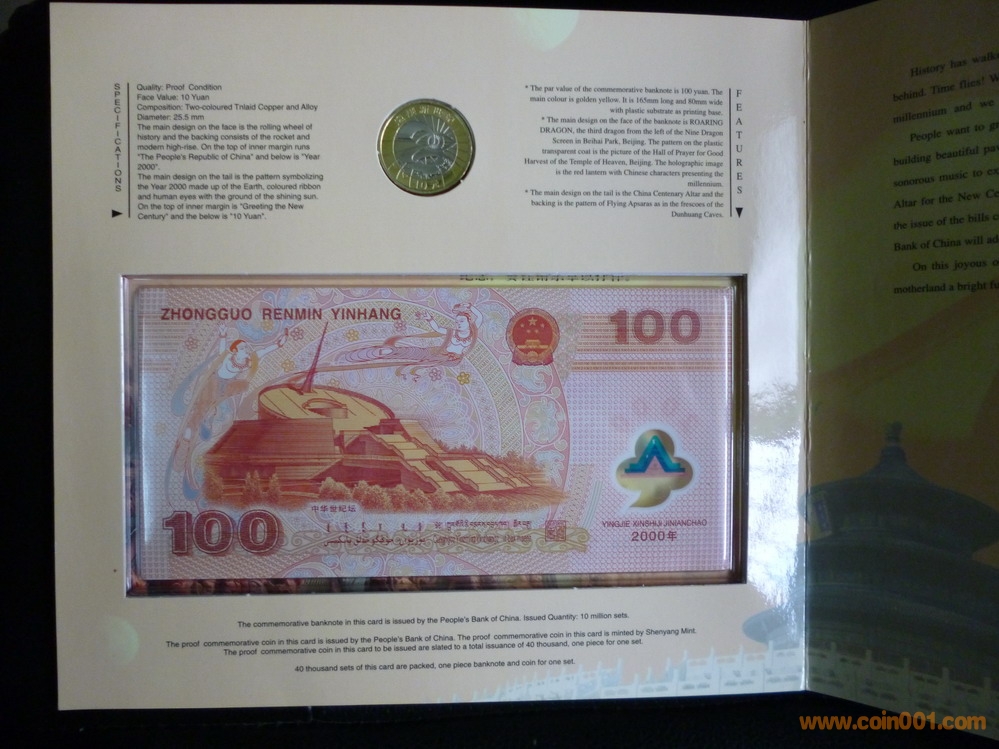 SPECIFICATIONS
Quality: Proof Condition
Face Value: 10 Yuan
Composition: Two-coloured Tnlaid Copper and Alloy
Diameter: 25.5 mm
The main design on the face is the rolling wheel of
history and the backing consists of the rocket and
modern high-rise. On the top of inner margin runs
"The People's Republic of China" and below is "Year
2000".
The main design on the tail is the pattern symbolizing
the Year 2000 made up of the Earth, coloured ribbon
and human eyes with the ground of the shining sun.
On the top of inner margin is "Greeting the New
Century" and the below is "10 Yuan".
10元
FEATURES
* The par value of the commemorative banknote is 100 yuan. The
main colour is golden yellow. It is 165mm long and 80mm wide
with plastic substrate as printing base.
* The main design on the face of the banknote is ROARING
DRAGON, the third dragon from the left of the Nine Dragon
Screen in Beihai Park, Beijing. The pattern on the plastic
transparent coat is the picture of the Hall of Prayer for Good
Harvest of the Temple of Heaven, Beijing. The holographic image
is the red lantern with Chinese characters presenting the
millennium.
* The main design on the tail is the China Centenary Altar and the
backing is the pattern of Flying Apsaras as in the frescoes of the
Dunhuang Caves.
ZHONGGUO RENMIN YINHANG
100
中华世纪坛
100
YINGJIE XINSHIJI JINIANCHAO
2000年
The commemorative banknote in this card is issued by the People's Bank of China. Issued Quantity: 10 million sets.
The proof commemorative coin in this card is issued by the People's Bank of China. The proof commemorative coin in this card is minted by Shenyang Mint.
The proof commemorative coin in this card to be issued are slated to a total issuance of 40 thousand, one piece for one set.
40 thousand sets of this card are packed, one piece banknote and coin for one set.
History has
behind. Time flies!
millennium and we
People want to
building beautiful
sonorous music to
Altar for the New
the issue of the bills
Bank of China will
On this joyous
motherland a bright
www.coin001.com